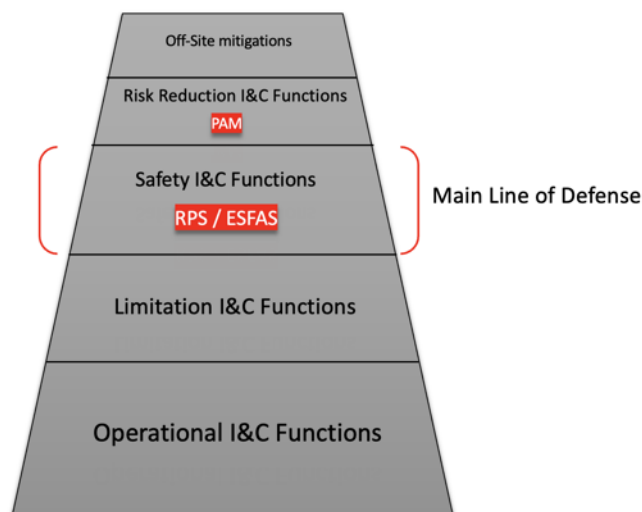 Off-Site mitigations
Risk Reduction I&C Functions
PAM
Safety I&C Functions
RPS / ESFAS
Main Line of Defense
Limitation I&C Functions
Operational I&C Functions